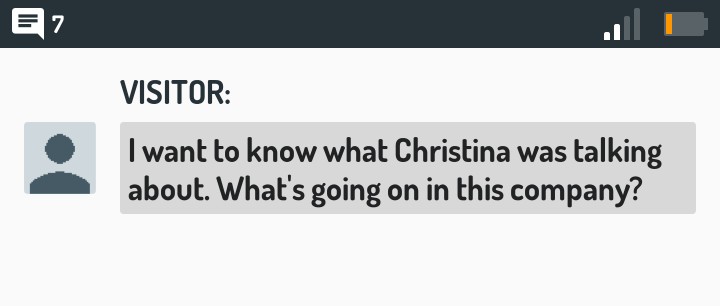 7
VISITOR:
I want to know what Christina was talking
about. What's going on in this company?